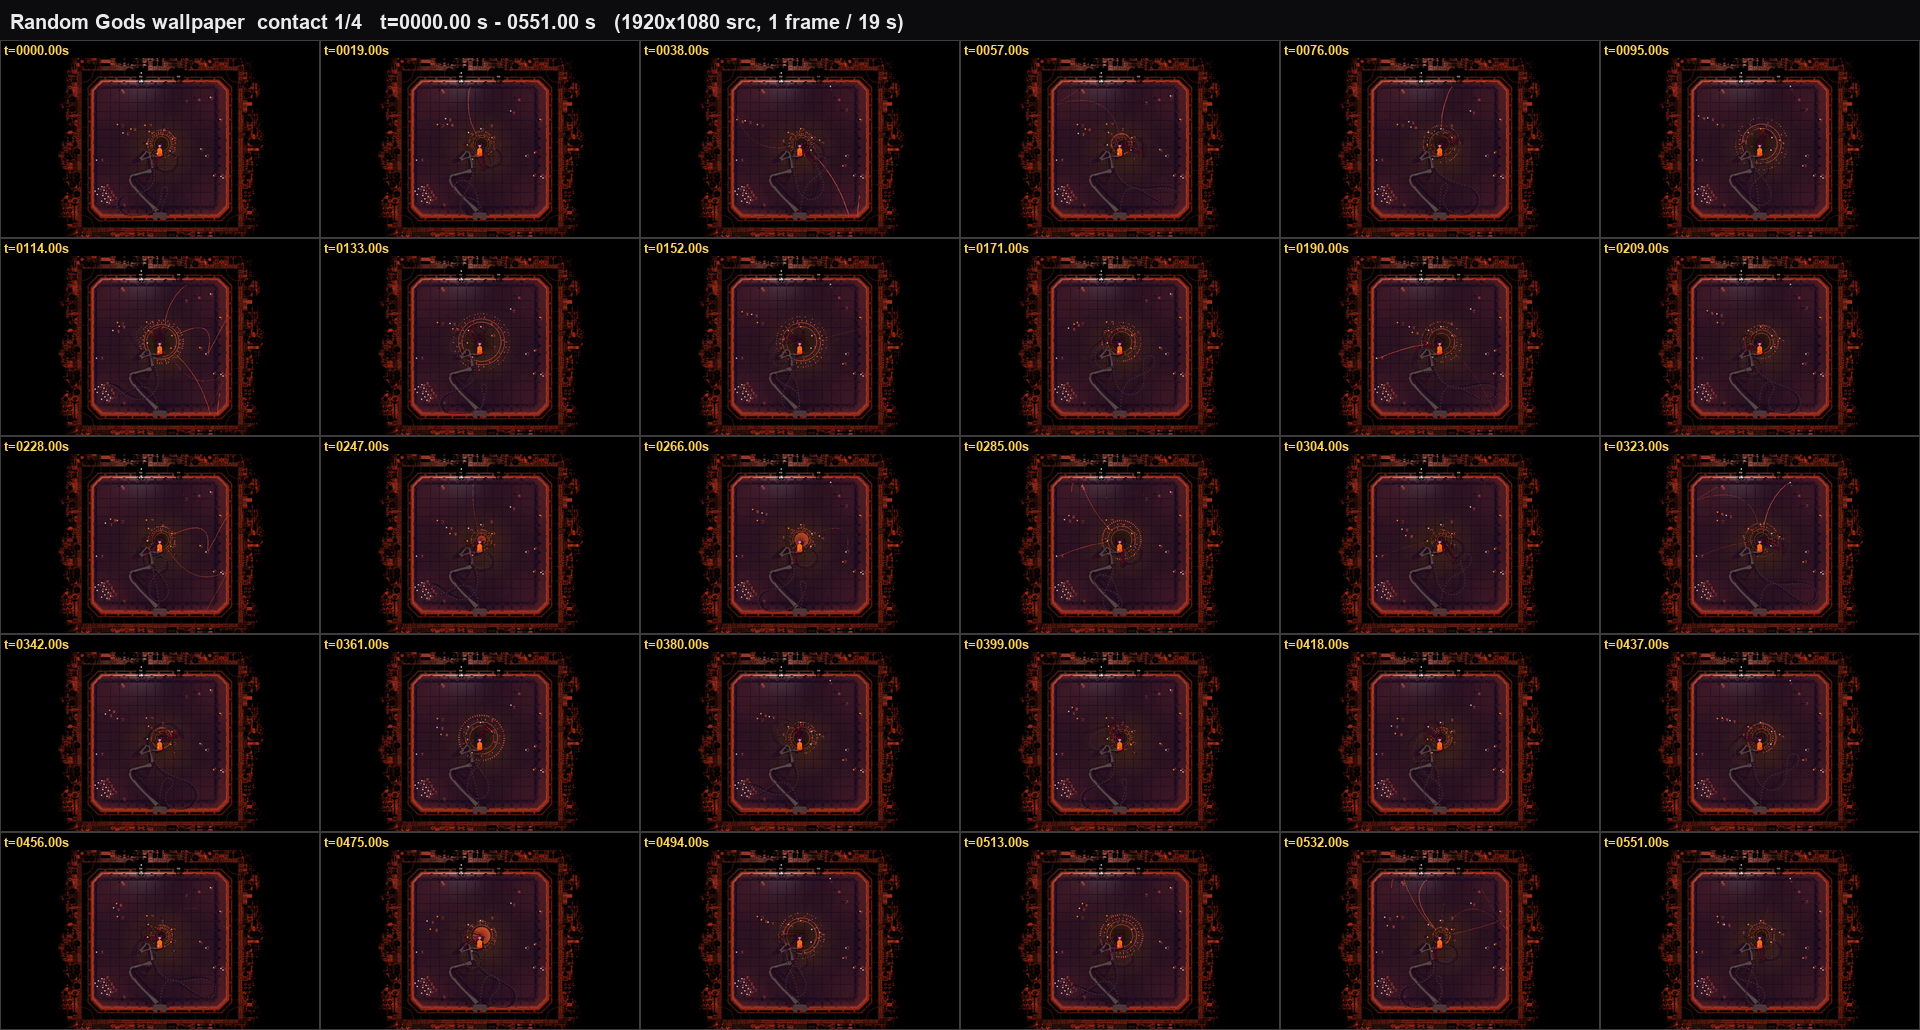 Random Gods wallpaper  contact 1/4   t=0000.00 s - 0551.00 s   (1920x1080 src, 1 frame / 19 s)
t=0000.00s t=0019.00s t=0038.00s t=0057.00s t=0076.00s t=0095.00s
t=0114.00s t=0133.00s t=0152.00s t=0171.00s t=0190.00s t=0209.00s
t=0228.00s t=0247.00s t=0266.00s t=0285.00s t=0304.00s t=0323.00s
t=0342.00s t=0361.00s t=0380.00s t=0399.00s t=0418.00s t=0437.00s
t=0456.00s t=0475.00s t=0494.00s t=0513.00s t=0532.00s t=0551.00s